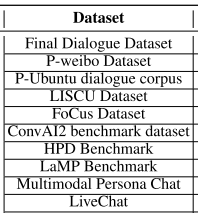 Dataset
Final Dialogue Dataset
P-weibo Dataset
P-Ubuntu dialogue corpus
LISCU Dataset
FoCus Dataset
ConvAI2 benchmark dataset
HPD Benchmark
LaMP Benchmark
Multimodal Persona Chat
LiveChat